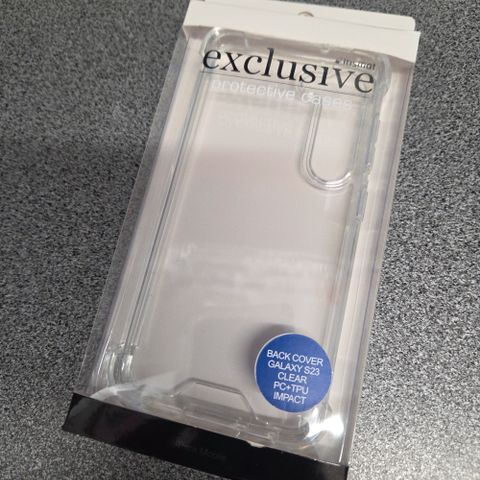 exclusive
protective cases
BACK COVER
GALAXY S23
CLEAR
PC+TPU
IMPACT